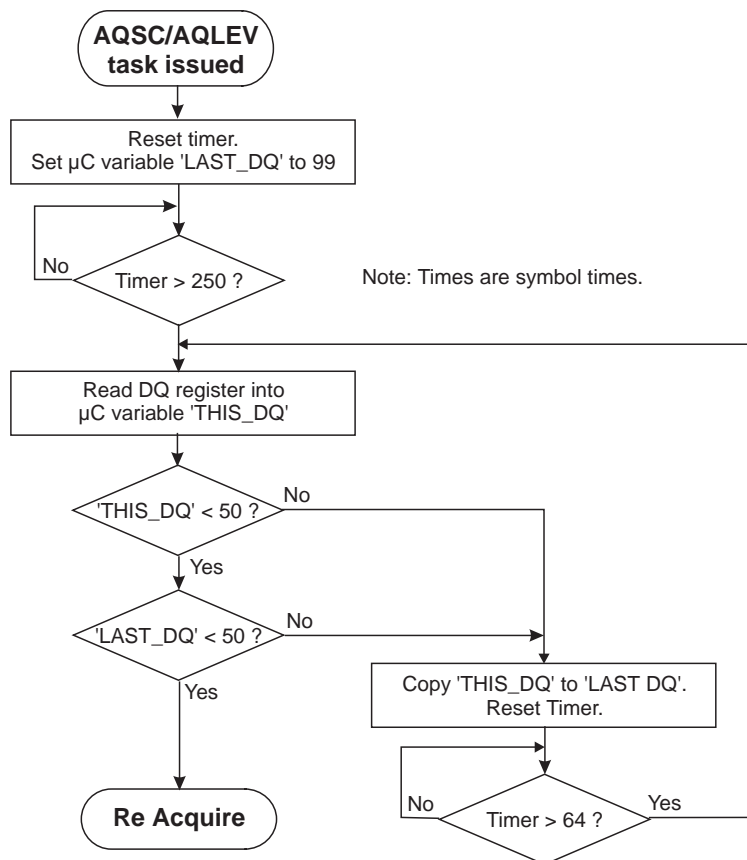 AQSC/AQLEV
task issued
Reset timer.
Set µC variable 'LAST_DQ' to 99
No
Timer > 250 ?
Note: Times are symbol times.
Read DQ register into
µC variable 'THIS_DQ'
'THIS_DQ' < 50 ?
No
Yes
'LAST_DQ' < 50 ?
No
Yes
Copy 'THIS_DQ' to 'LAST DQ'.
Reset Timer.
Re Acquire
No
Timer > 64 ?
Yes